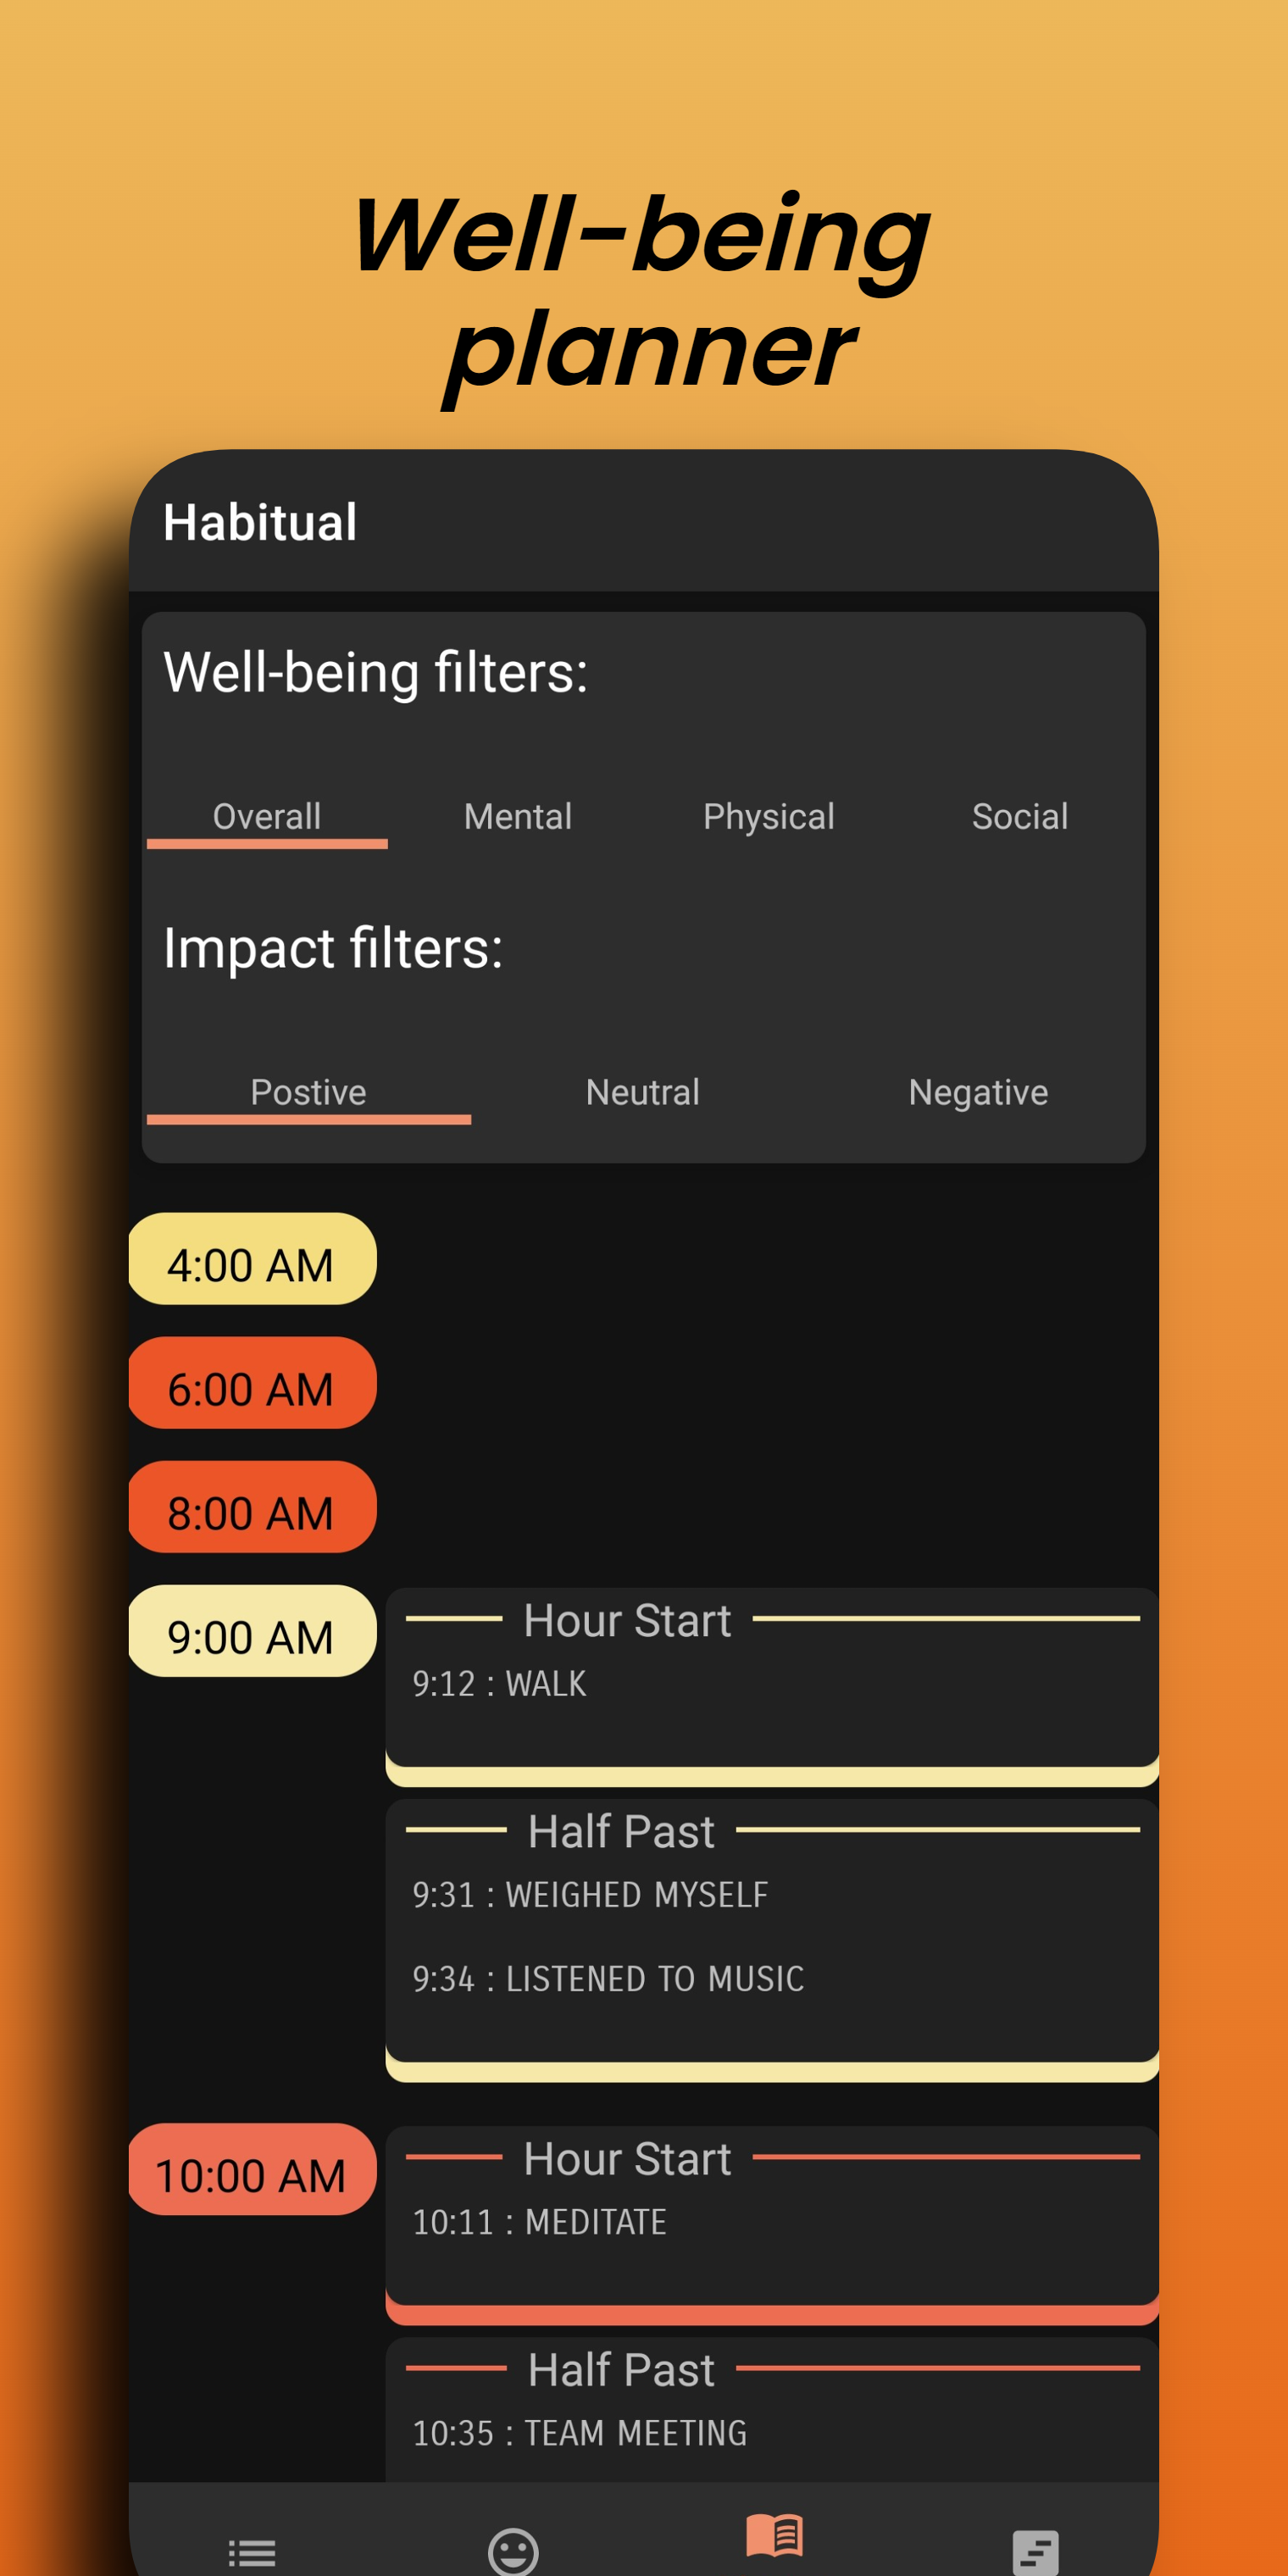 Well-being
planner
Habitual
Well-being filters:
Overall Mental Physical Social
Impact filters:
Postive Neutral Negative
4:00 AM
6:00 AM
8:00 AM
9:00 AM
Hour Start
9:12 : WALK
Half Past
9:31 : WEIGHED MYSELF
9:34 : LISTENED TO MUSIC
10:00 AM
Hour Start
10:11 : MEDITATE
Half Past
10:35 : TEAM MEETING